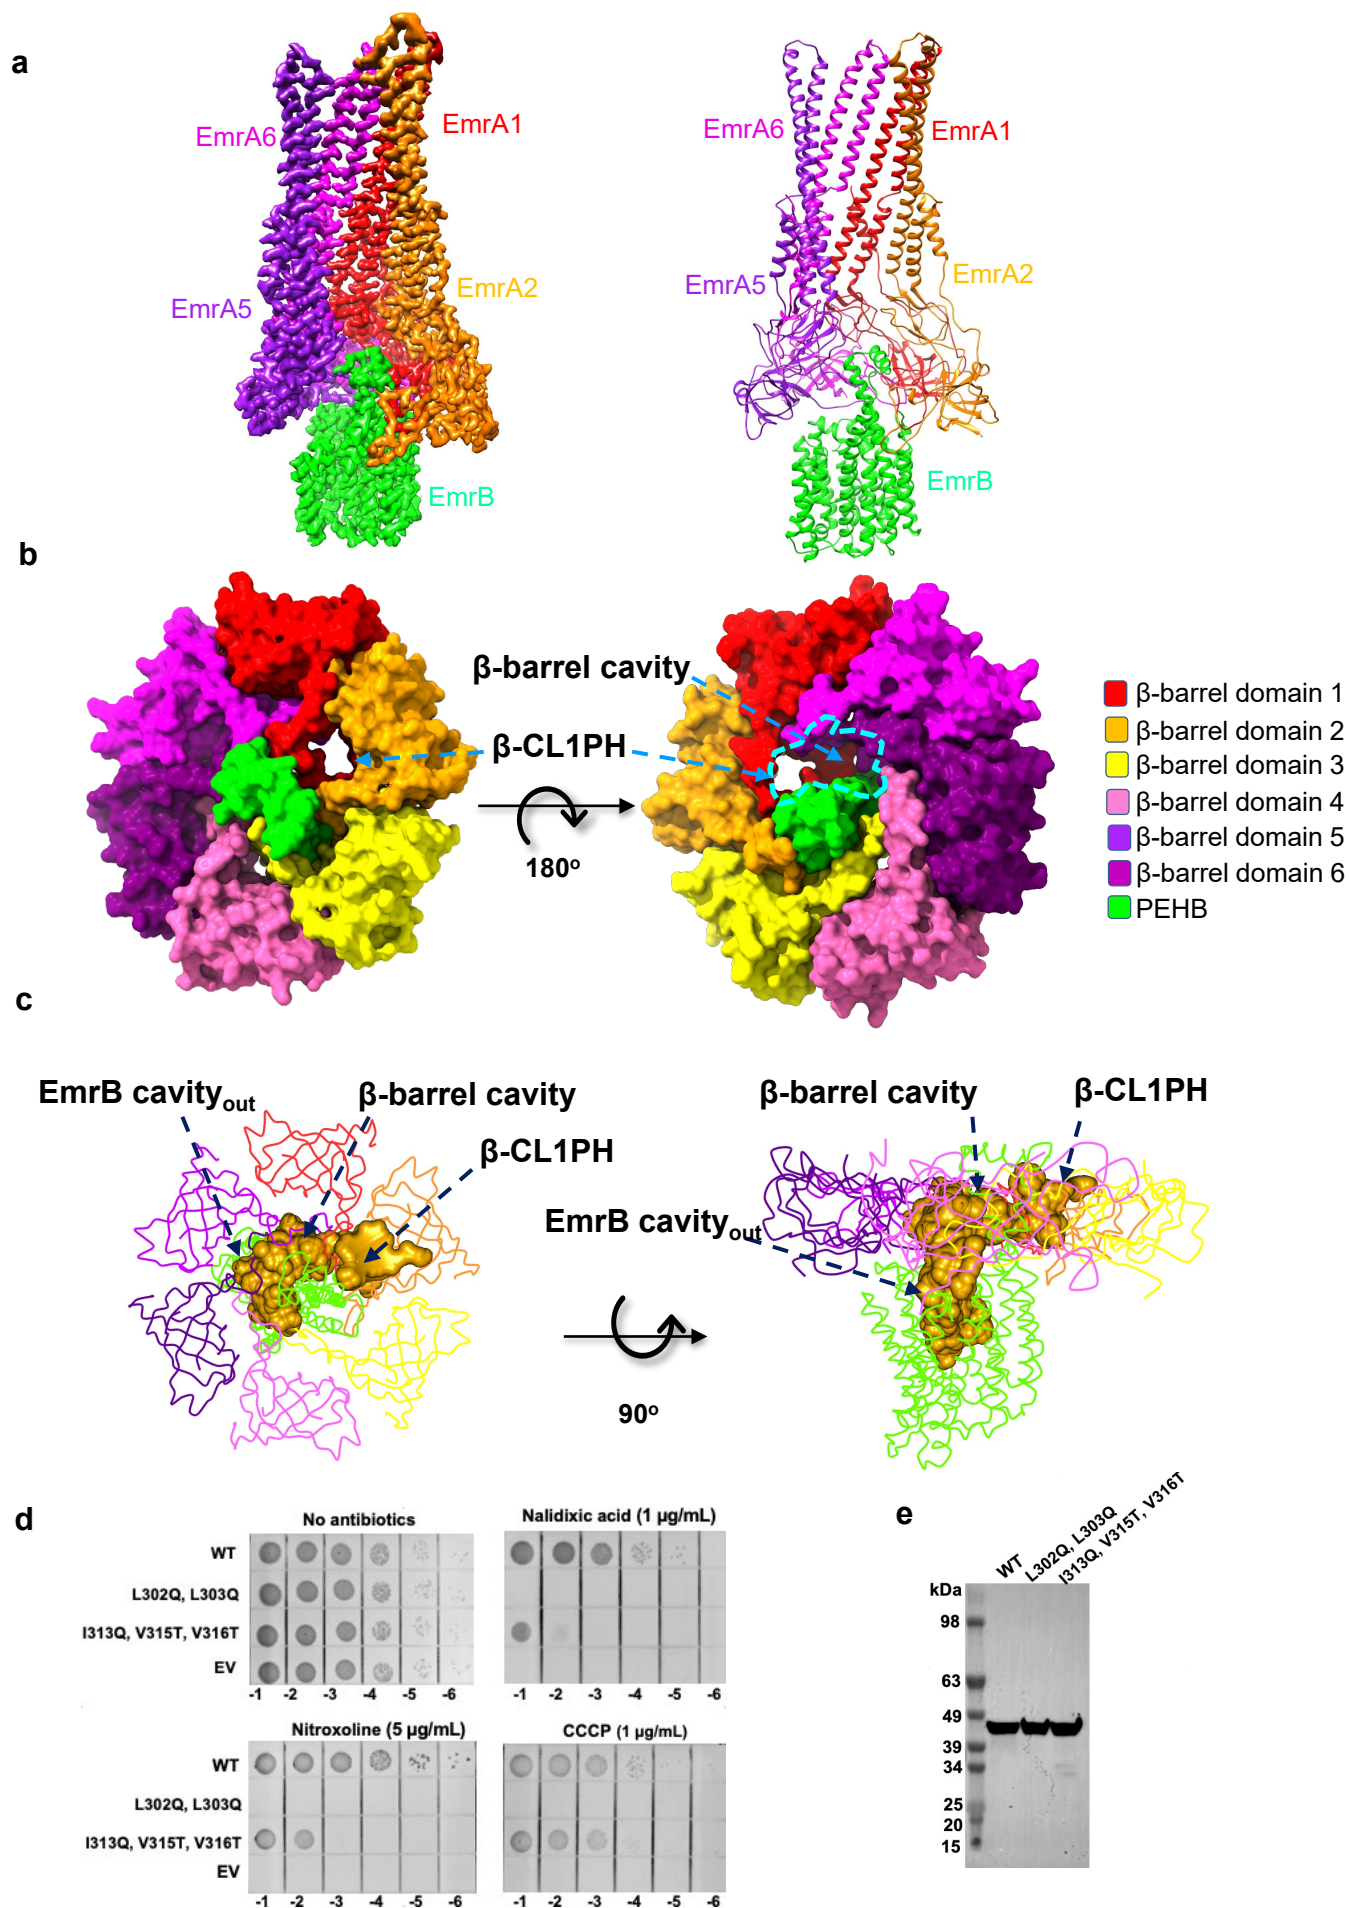 a
EmrA6
EmrA1
EmrA5
EmrA2
EmrB
EmrA6
EmrA1
EmrA5
EmrA2
EmrB
b
β-barrel cavity
β-CL1PH
180º
β-barrel domain 1
β-barrel domain 2
β-barrel domain 3
β-barrel domain 4
β-barrel domain 5
β-barrel domain 6
PEHB
c
EmrB cavityout
β-barrel cavity
β-CL1PH
β-barrel cavity
β-CL1PH
EmrB cavityout
90º
d
No antibiotics
WT
L302Q, L303Q
I313Q, V315T, V316T
EV
-1 -2 -3 -4 -5 -6
Nalidixic acid (1 µg/mL)
-1 -2 -3 -4 -5 -6
Nitroxoline (5 µg/mL)
WT
L302Q, L303Q
I313Q, V315T, V316T
EV
-1 -2 -3 -4 -5 -6
CCCP (1 µg/mL)
-1 -2 -3 -4 -5 -6
e
WT
L302Q, L303Q
I313Q, V315T, V316T
kDa
98
63
49
39
34
25
20
15